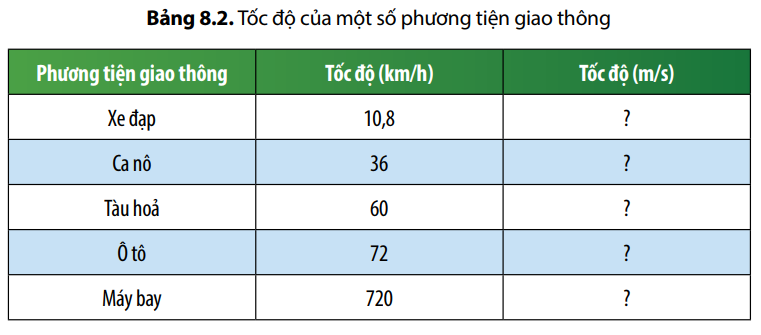 Bảng 8.2. Tốc độ của một số phương tiện giao thông
Phương tiện giao thông Tốc độ (km/h) Tốc độ (m/s)
Xe đạp 10,8 ?
Ca nô 36 ?
Tàu hoả 60 ?
Ô tô 72 ?
Máy bay 720 ?